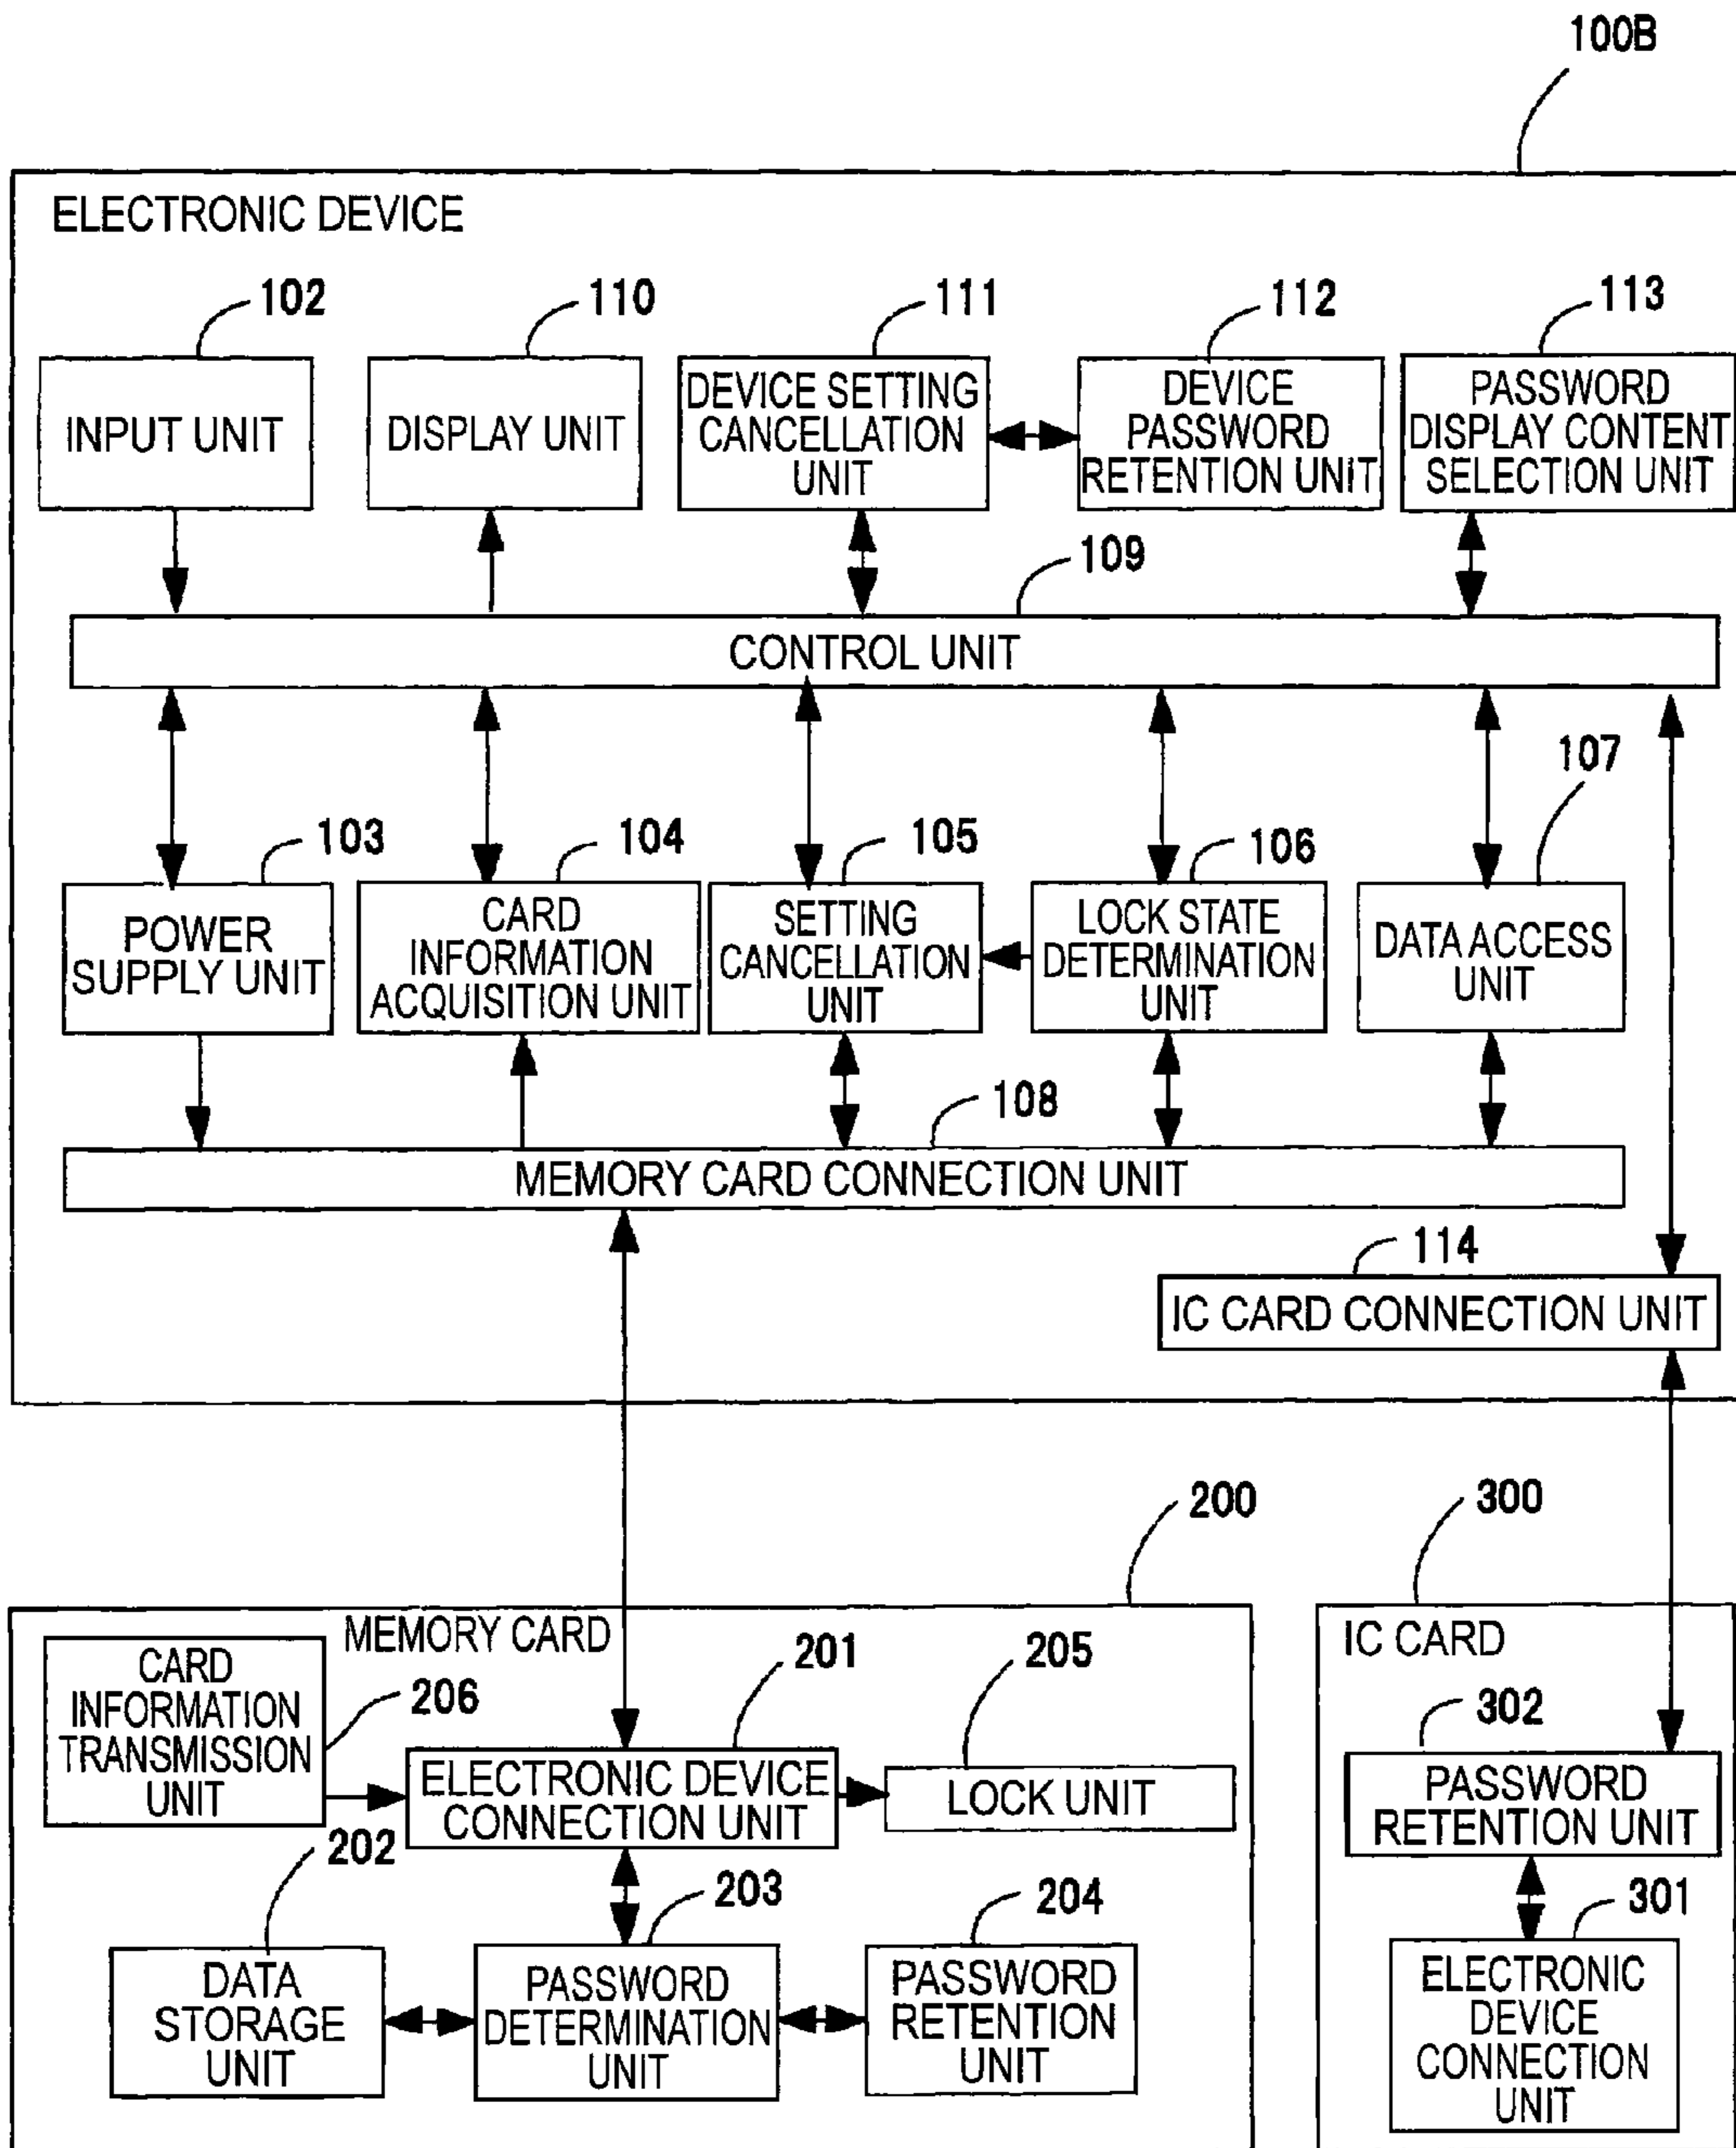 100B
ELECTRONIC DEVICE
102
110
111
112
113
INPUT UNIT
DISPLAY UNIT
DEVICE SETTING
CANCELLATION
UNIT
DEVICE
PASSWORD
RETENTION UNIT
PASSWORD
DISPLAY CONTENT
SELECTION UNIT
109
CONTROL UNIT
103
104
105
106
107
POWER
SUPPLY UNIT
CARD
INFORMATION
ACQUISITION UNIT
SETTING
CANCELLATION
UNIT
LOCK STATE
DETERMINATION
UNIT
DATA ACCESS
UNIT
108
MEMORY CARD CONNECTION UNIT
114
IC CARD CONNECTION UNIT
200
300
MEMORY CARD
CARD
INFORMATION
TRANSMISSION
UNIT
206
201
205
ELECTRONIC DEVICE
CONNECTION UNIT
LOCK UNIT
202
203
204
DATA
STORAGE
UNIT
PASSWORD
DETERMINATION
UNIT
PASSWORD
RETENTION
UNIT
IC CARD
302
PASSWORD
RETENTION UNIT
301
ELECTRONIC
DEVICE
CONNECTION
UNIT